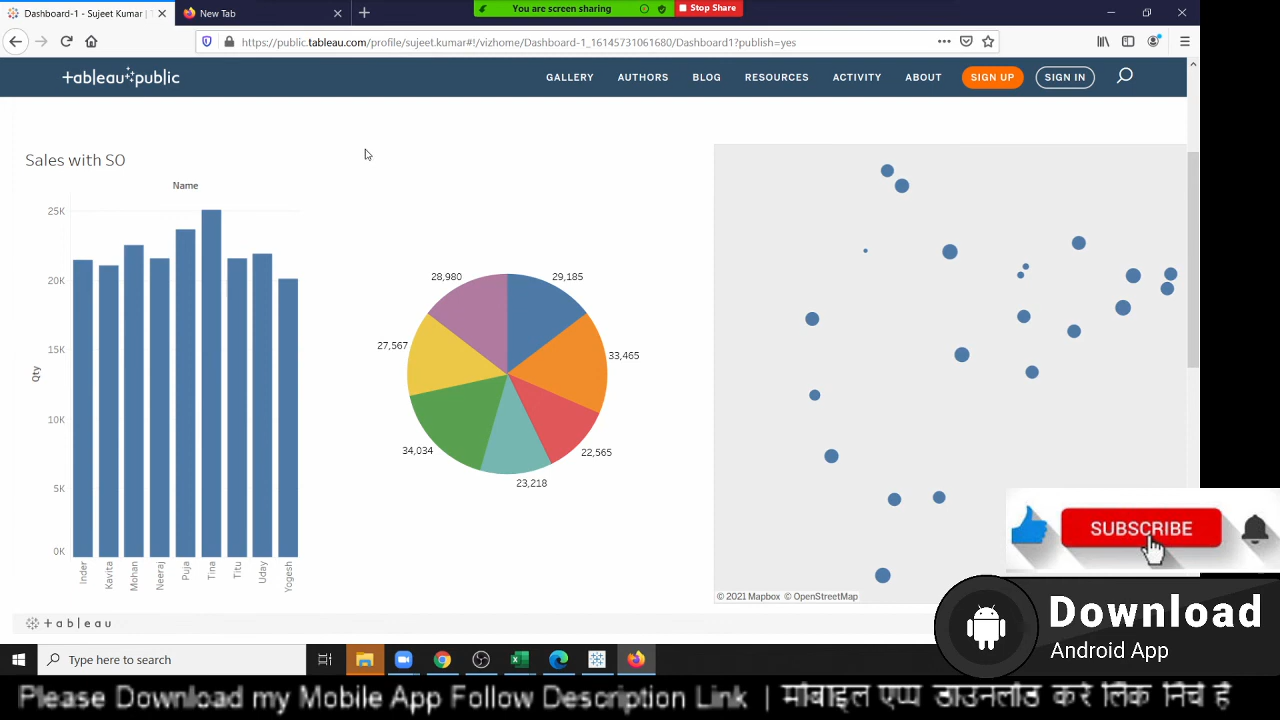 You are screen sharing
Stop Share
Dashboard-1 - Sujeet Kumar | T
New Tab
https://public.tableau.com/profile/sujeet.kumar#!/vizhome/Dashboard-1_16145731061680/Dashboard1?publish=yes
tableau public
GALLERY AUTHORS BLOG RESOURCES ACTIVITY ABOUT SIGN UP SIGN IN
Sales with SO
Name
25K
20K
15K
10K
5K
0K
Qty
Inder Kavita Mohan Neeraj Puja Tina Titu Uday Yogesh
28,980
29,185
27,567
33,465
34,034
22,565
23,218
© 2021 Mapbox © OpenStreetMap
SUBSCRIBE
Download
Android App
tableau
Type here to search
Please Download my Mobile App Follow Description Link | मोबाइल एप्प डाउनलोड करे लिंक निचे है